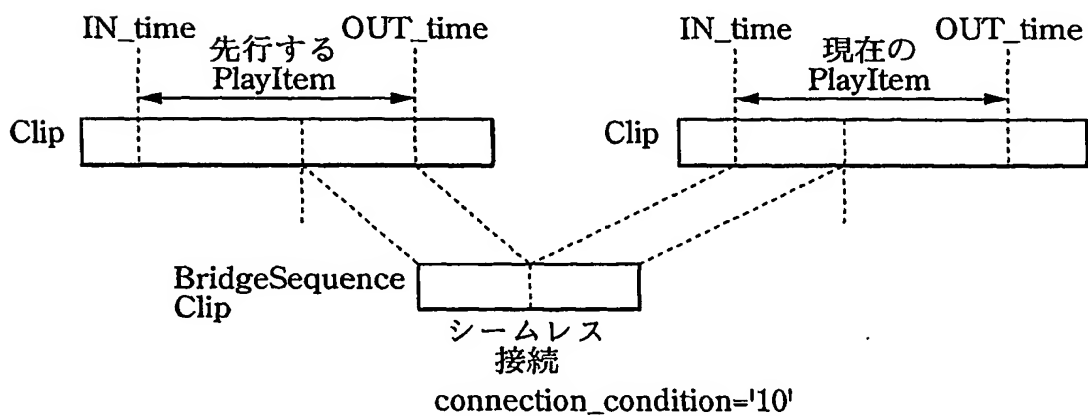 IN_time
OUT_time
先行する
PlayItem
IN_time
OUT_time
現在の
PlayItem
Clip
Clip
BridgeSequence
Clip
シームレス
接続
connection_condition='10'